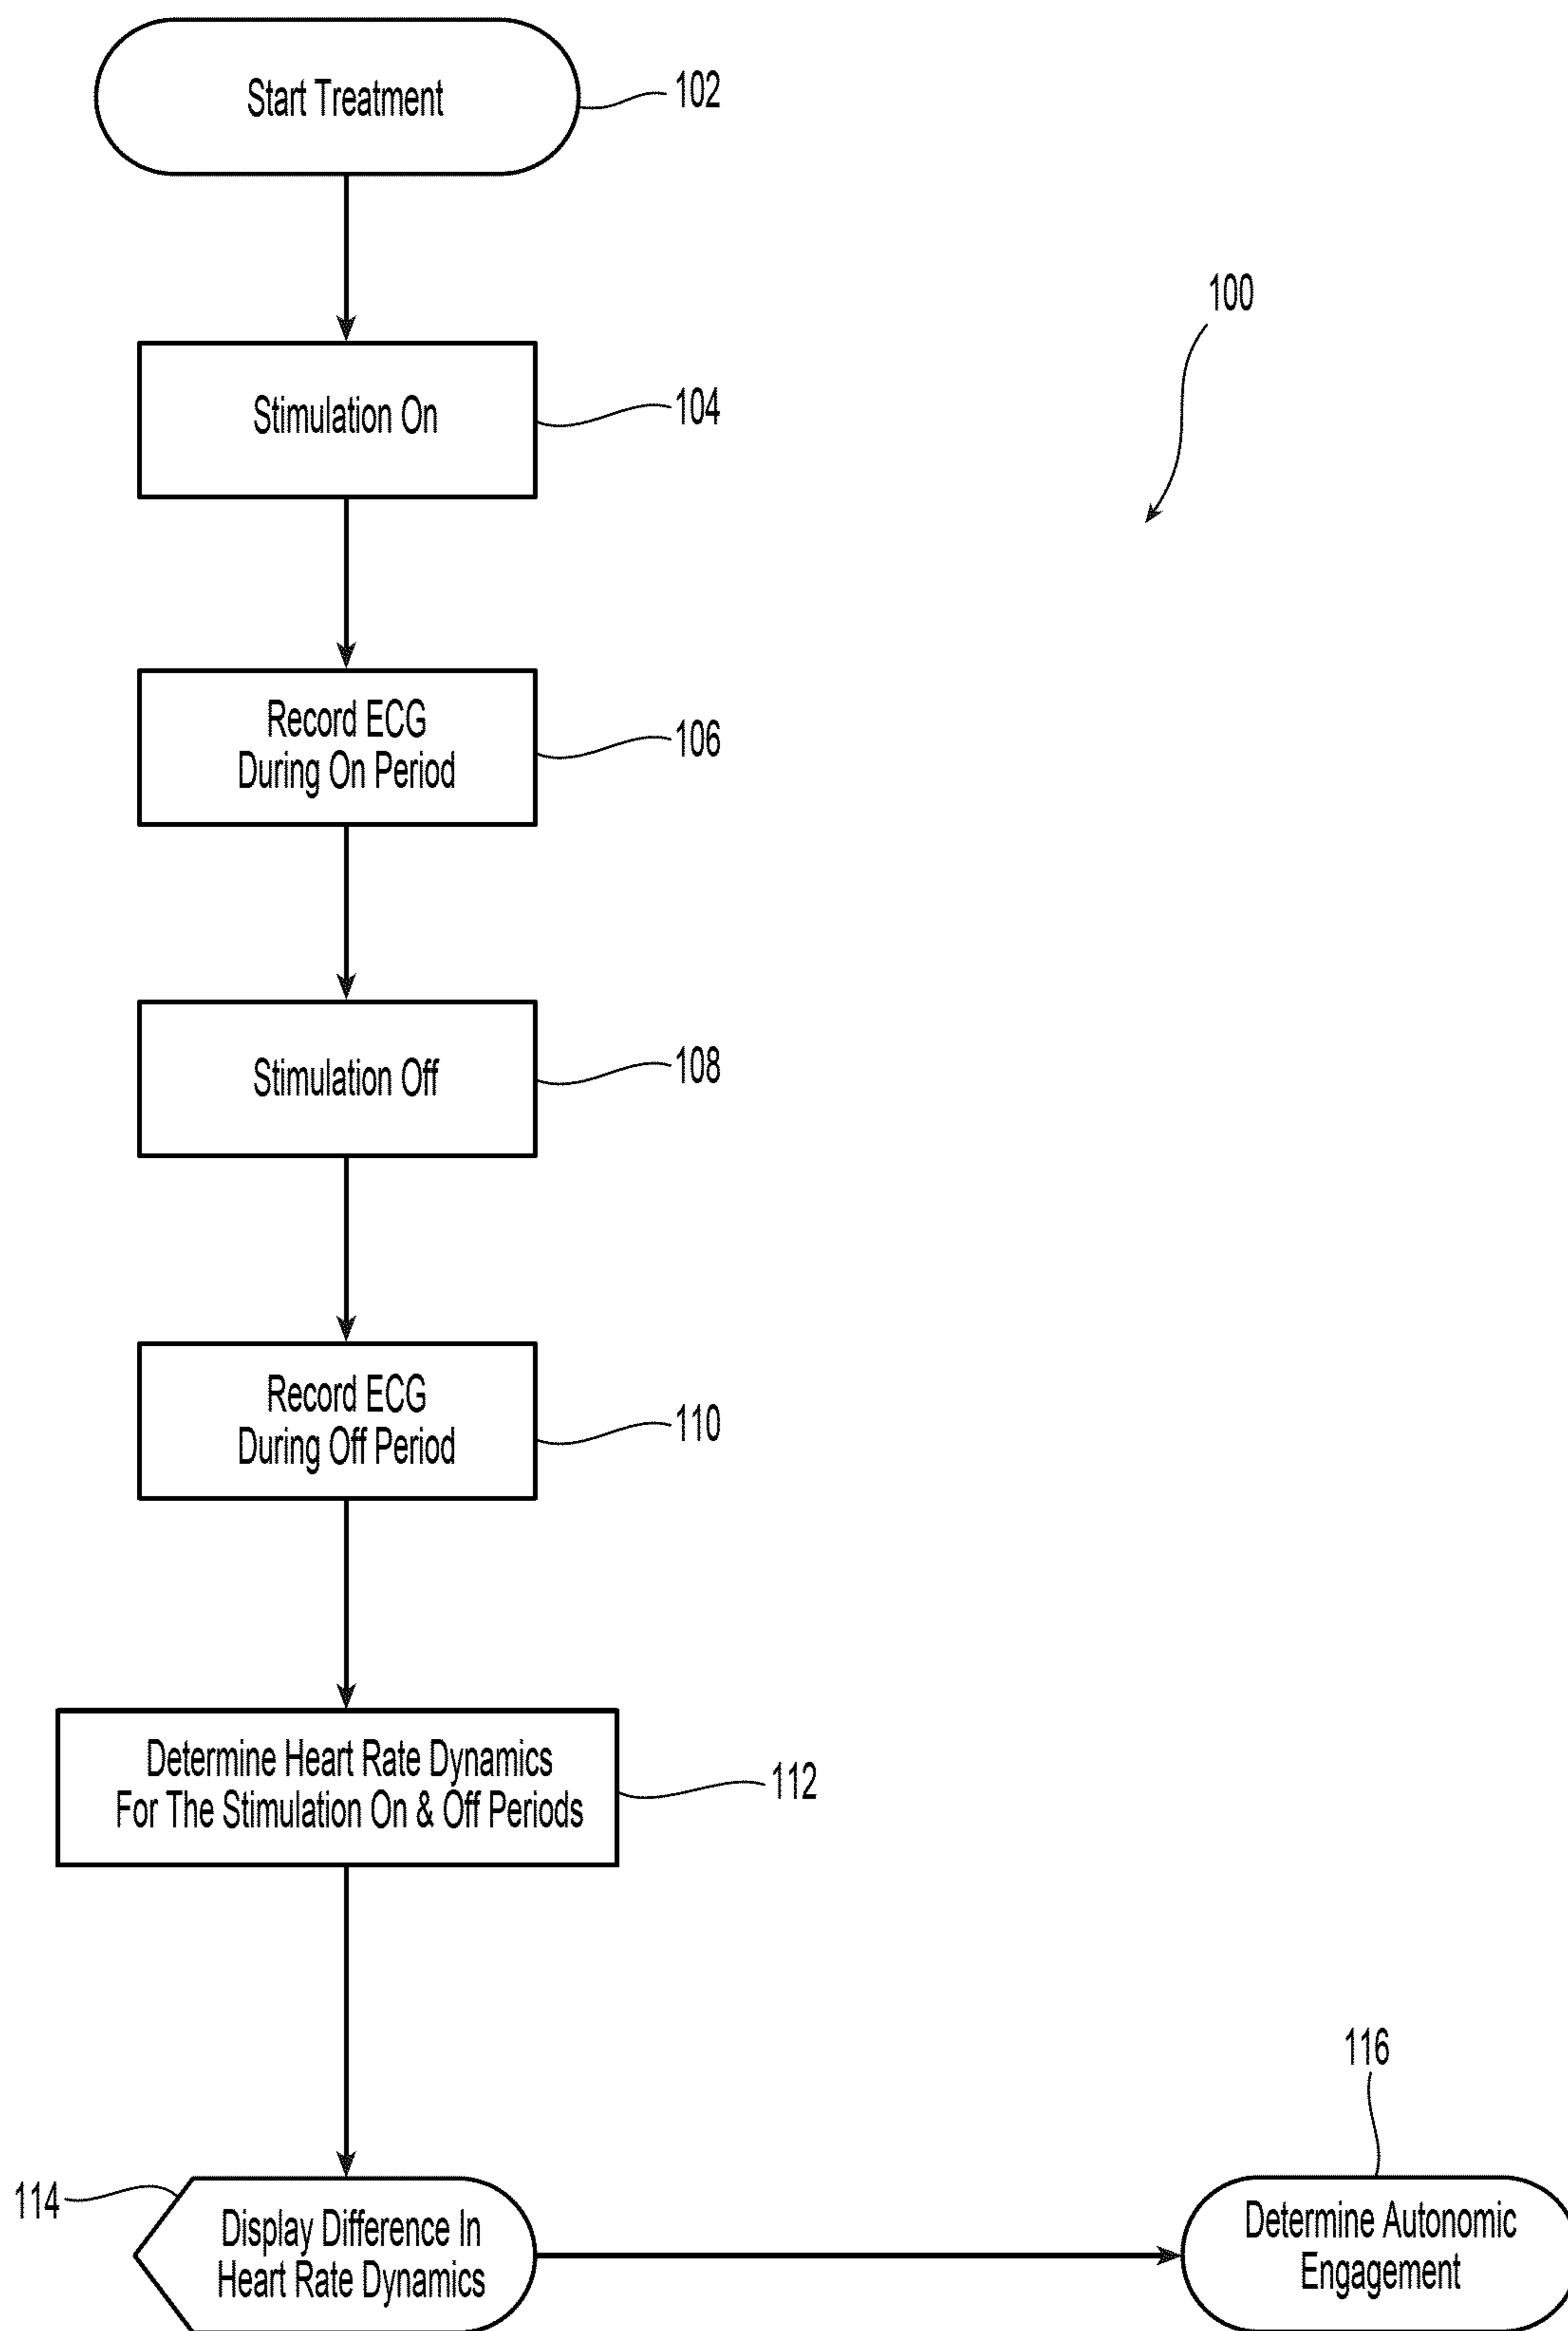 Start Treatment
102
100
Stimulation On
104
Record ECG
During On Period
106
Stimulation Off
108
Record ECG
During Off Period
110
Determine Heart Rate Dynamics
For The Stimulation On & Off Periods
112
114
Display Difference In
Heart Rate Dynamics
116
Determine Autonomic
Engagement